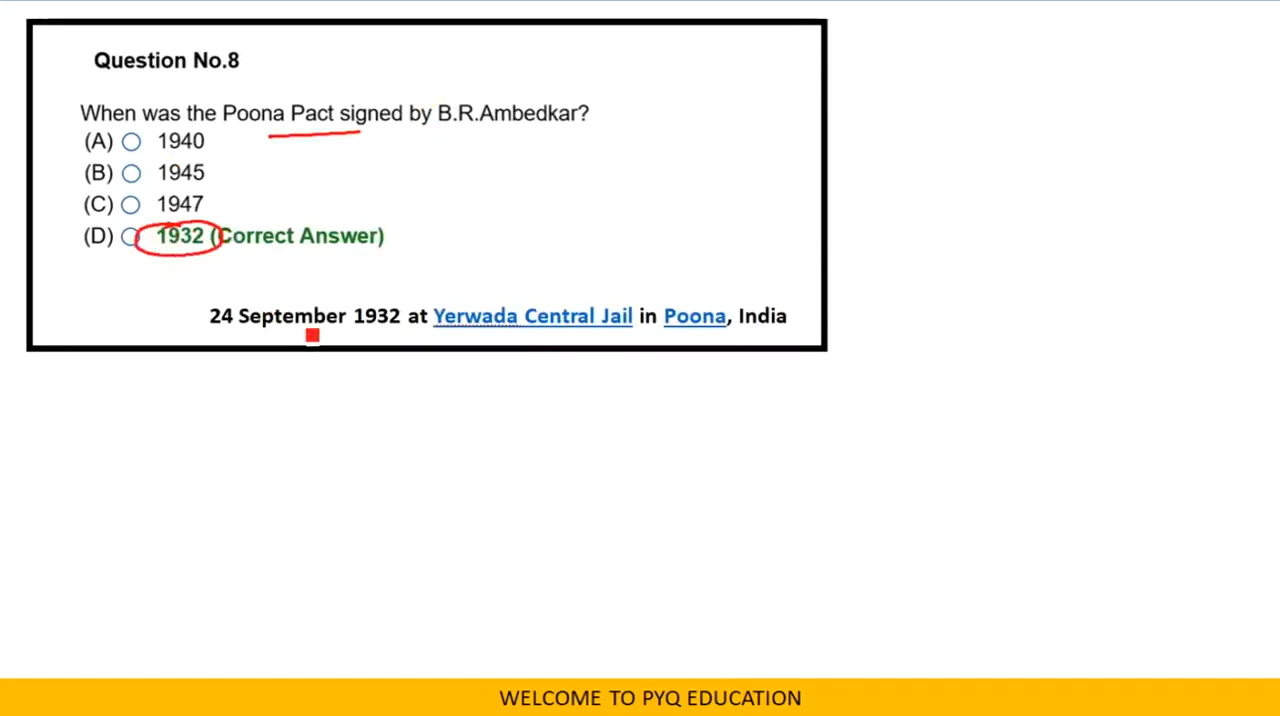 Question No.8
When was the Poona Pact signed by B.R.Ambedkar?
(A) 1940
(B) 1945
(C) 1947
(D) 1932 (Correct Answer)
24 September 1932 at Yerwada Central Jail in Poona, India
WELCOME TO PYQ EDUCATION